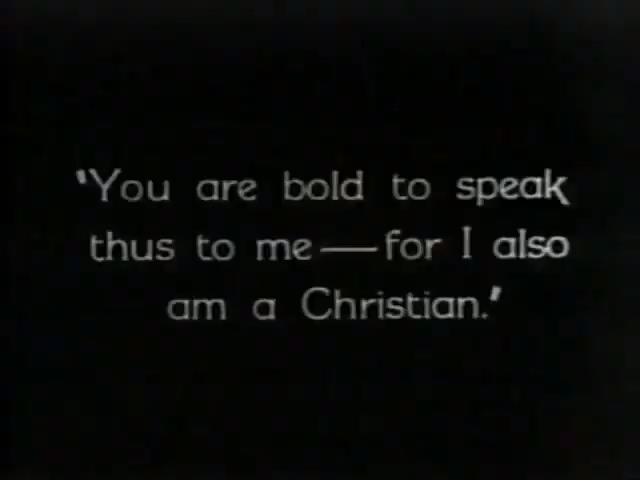 'You are bold to speak
thus to me—for I also
am a Christian.'